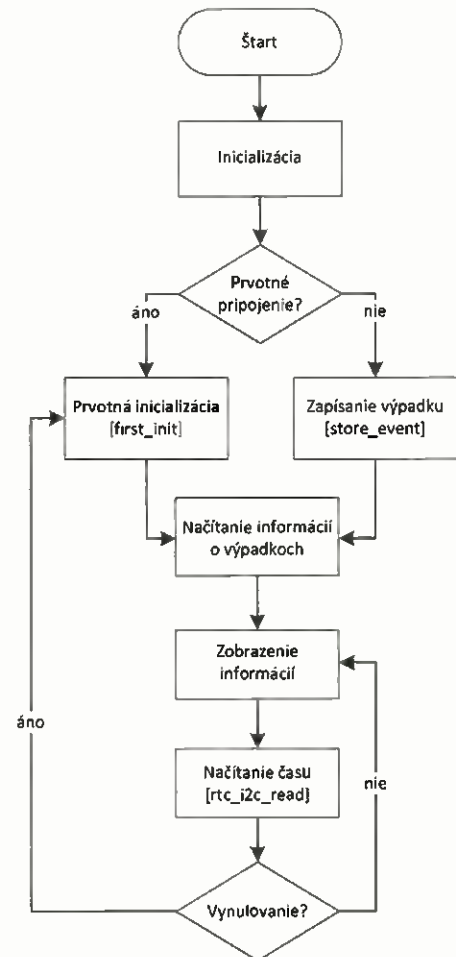 Štart
Inicializácia
Prvotné
pripojenie?
áno
nie
Prvotná inicializácia
[first_init]
Zapísanie výpadku
[store_event]
Načítanie informácií
o výpadkoch
Zobrazenie
informácií
áno
Načítanie času
[rtc_i2c_read]
nie
Vynulovanie?